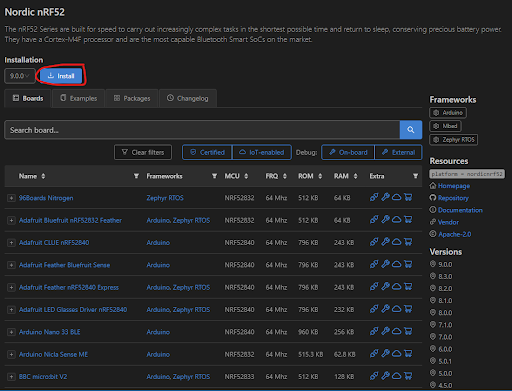 Nordic nRF52
The nRF52 Series are built for speed to carry out increasingly complex tasks in the shortest possible time and return to sleep, conserving precious battery power.
They have a Cortex-M4F processor and are the most capable Bluetooth Smart SoCs on the market.
Installation
9.0.0 Install
Boards Examples Packages Changelog
Search board...
Clear filters Certified IoT-enabled Debug: On-board External
Name Frameworks MCU FRQ ROM RAM Extra
96Boards Nitrogen Zephyr RTOS NRF52832 64 Mhz 512 KB 64 KB
Adafruit Bluefruit nRF52832 Feather Arduino, Zephyr RTOS NRF52832 64 Mhz 512 KB 64 KB
Adafruit CLUE nRF52840 Arduino NRF52840 64 Mhz 796 KB 243 KB
Adafruit Feather Bluefruit Sense Arduino NRF52840 64 Mhz 796 KB 243 KB
Adafruit Feather nRF52840 Express Arduino, Zephyr RTOS NRF52840 64 Mhz 796 KB 243 KB
Adafruit LED Glasses Driver nRF52840 Arduino NRF52840 64 Mhz 796 KB 243 KB
Arduino Nano 33 BLE Arduino NRF52840 64 Mhz 960 KB 256 KB
Arduino Nicla Sense ME Arduino NRF52832 64 Mhz 515.3 KB 62.8 KB
BBC micro:bit V2 Arduino, Zephyr RTOS NRF52833 64 Mhz 512 KB 128 KB
Frameworks
Arduino
Mbed
Zephyr RTOS
Resources
platform = nordicnrf52
Homepage
Repository
Documentation
Vendor
Apache-2.0
Versions
9.0.0
8.3.0
8.2.0
8.1.0
8.0.0
7.1.0
7.0.0
6.0.0
5.0.1
5.0.0
4.5.0